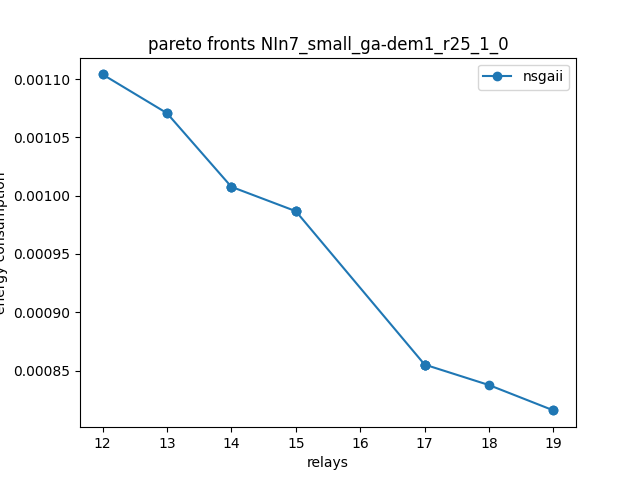 pareto fronts NIn7_small_ga-dem1_r25_1_0
nsgaii
0.00110
0.00105
0.00100
0.00095
0.00090
0.00085
energy consumption
12 13 14 15 16 17 18 19
relays